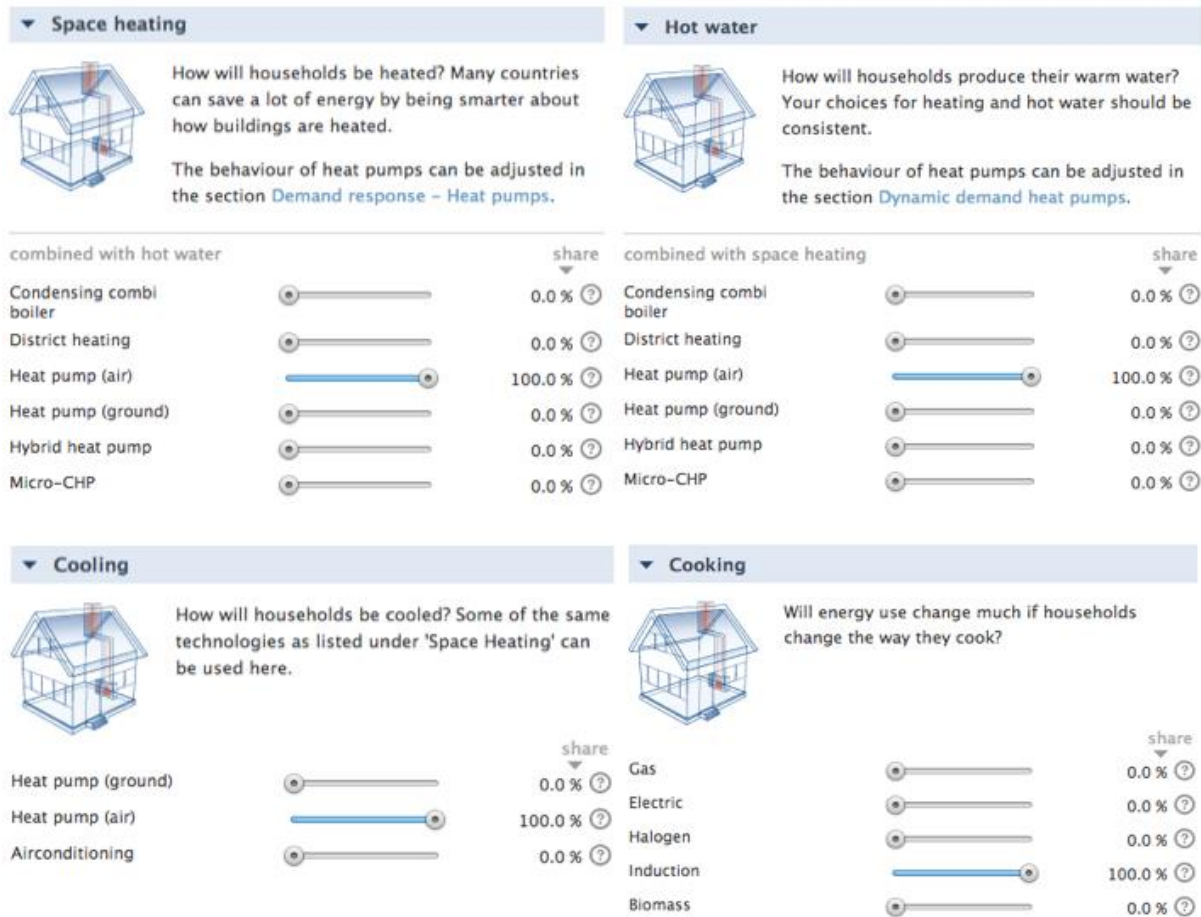 Space heating
How will households be heated? Many countries
can save a lot of energy by being smarter about
how buildings are heated.
The behaviour of heat pumps can be adjusted in
the section Demand response – Heat pumps.
combined with hot water share
Condensing combi
boiler 0.0 % ?
District heating 0.0 % ?
Heat pump (air) 100.0 % ?
Heat pump (ground) 0.0 % ?
Hybrid heat pump 0.0 % ?
Micro-CHP 0.0 % ?
Hot water
How will households produce their warm water?
Your choices for heating and hot water should be
consistent.
The behaviour of heat pumps can be adjusted in
the section Dynamic demand heat pumps.
combined with space heating share
Condensing combi
boiler 0.0 % ?
District heating 0.0 % ?
Heat pump (air) 100.0 % ?
Heat pump (ground) 0.0 % ?
Hybrid heat pump 0.0 % ?
Micro-CHP 0.0 % ?
Cooling
How will households be cooled? Some of the same
technologies as listed under 'Space Heating' can
be used here.
share
Heat pump (ground) 0.0 % ?
Heat pump (air) 100.0 % ?
Airconditioning 0.0 % ?
Cooking
Will energy use change much if households
change the way they cook?
share
Gas 0.0 % ?
Electric 0.0 % ?
Halogen 0.0 % ?
Induction 100.0 % ?
Biomass 0.0 % ?